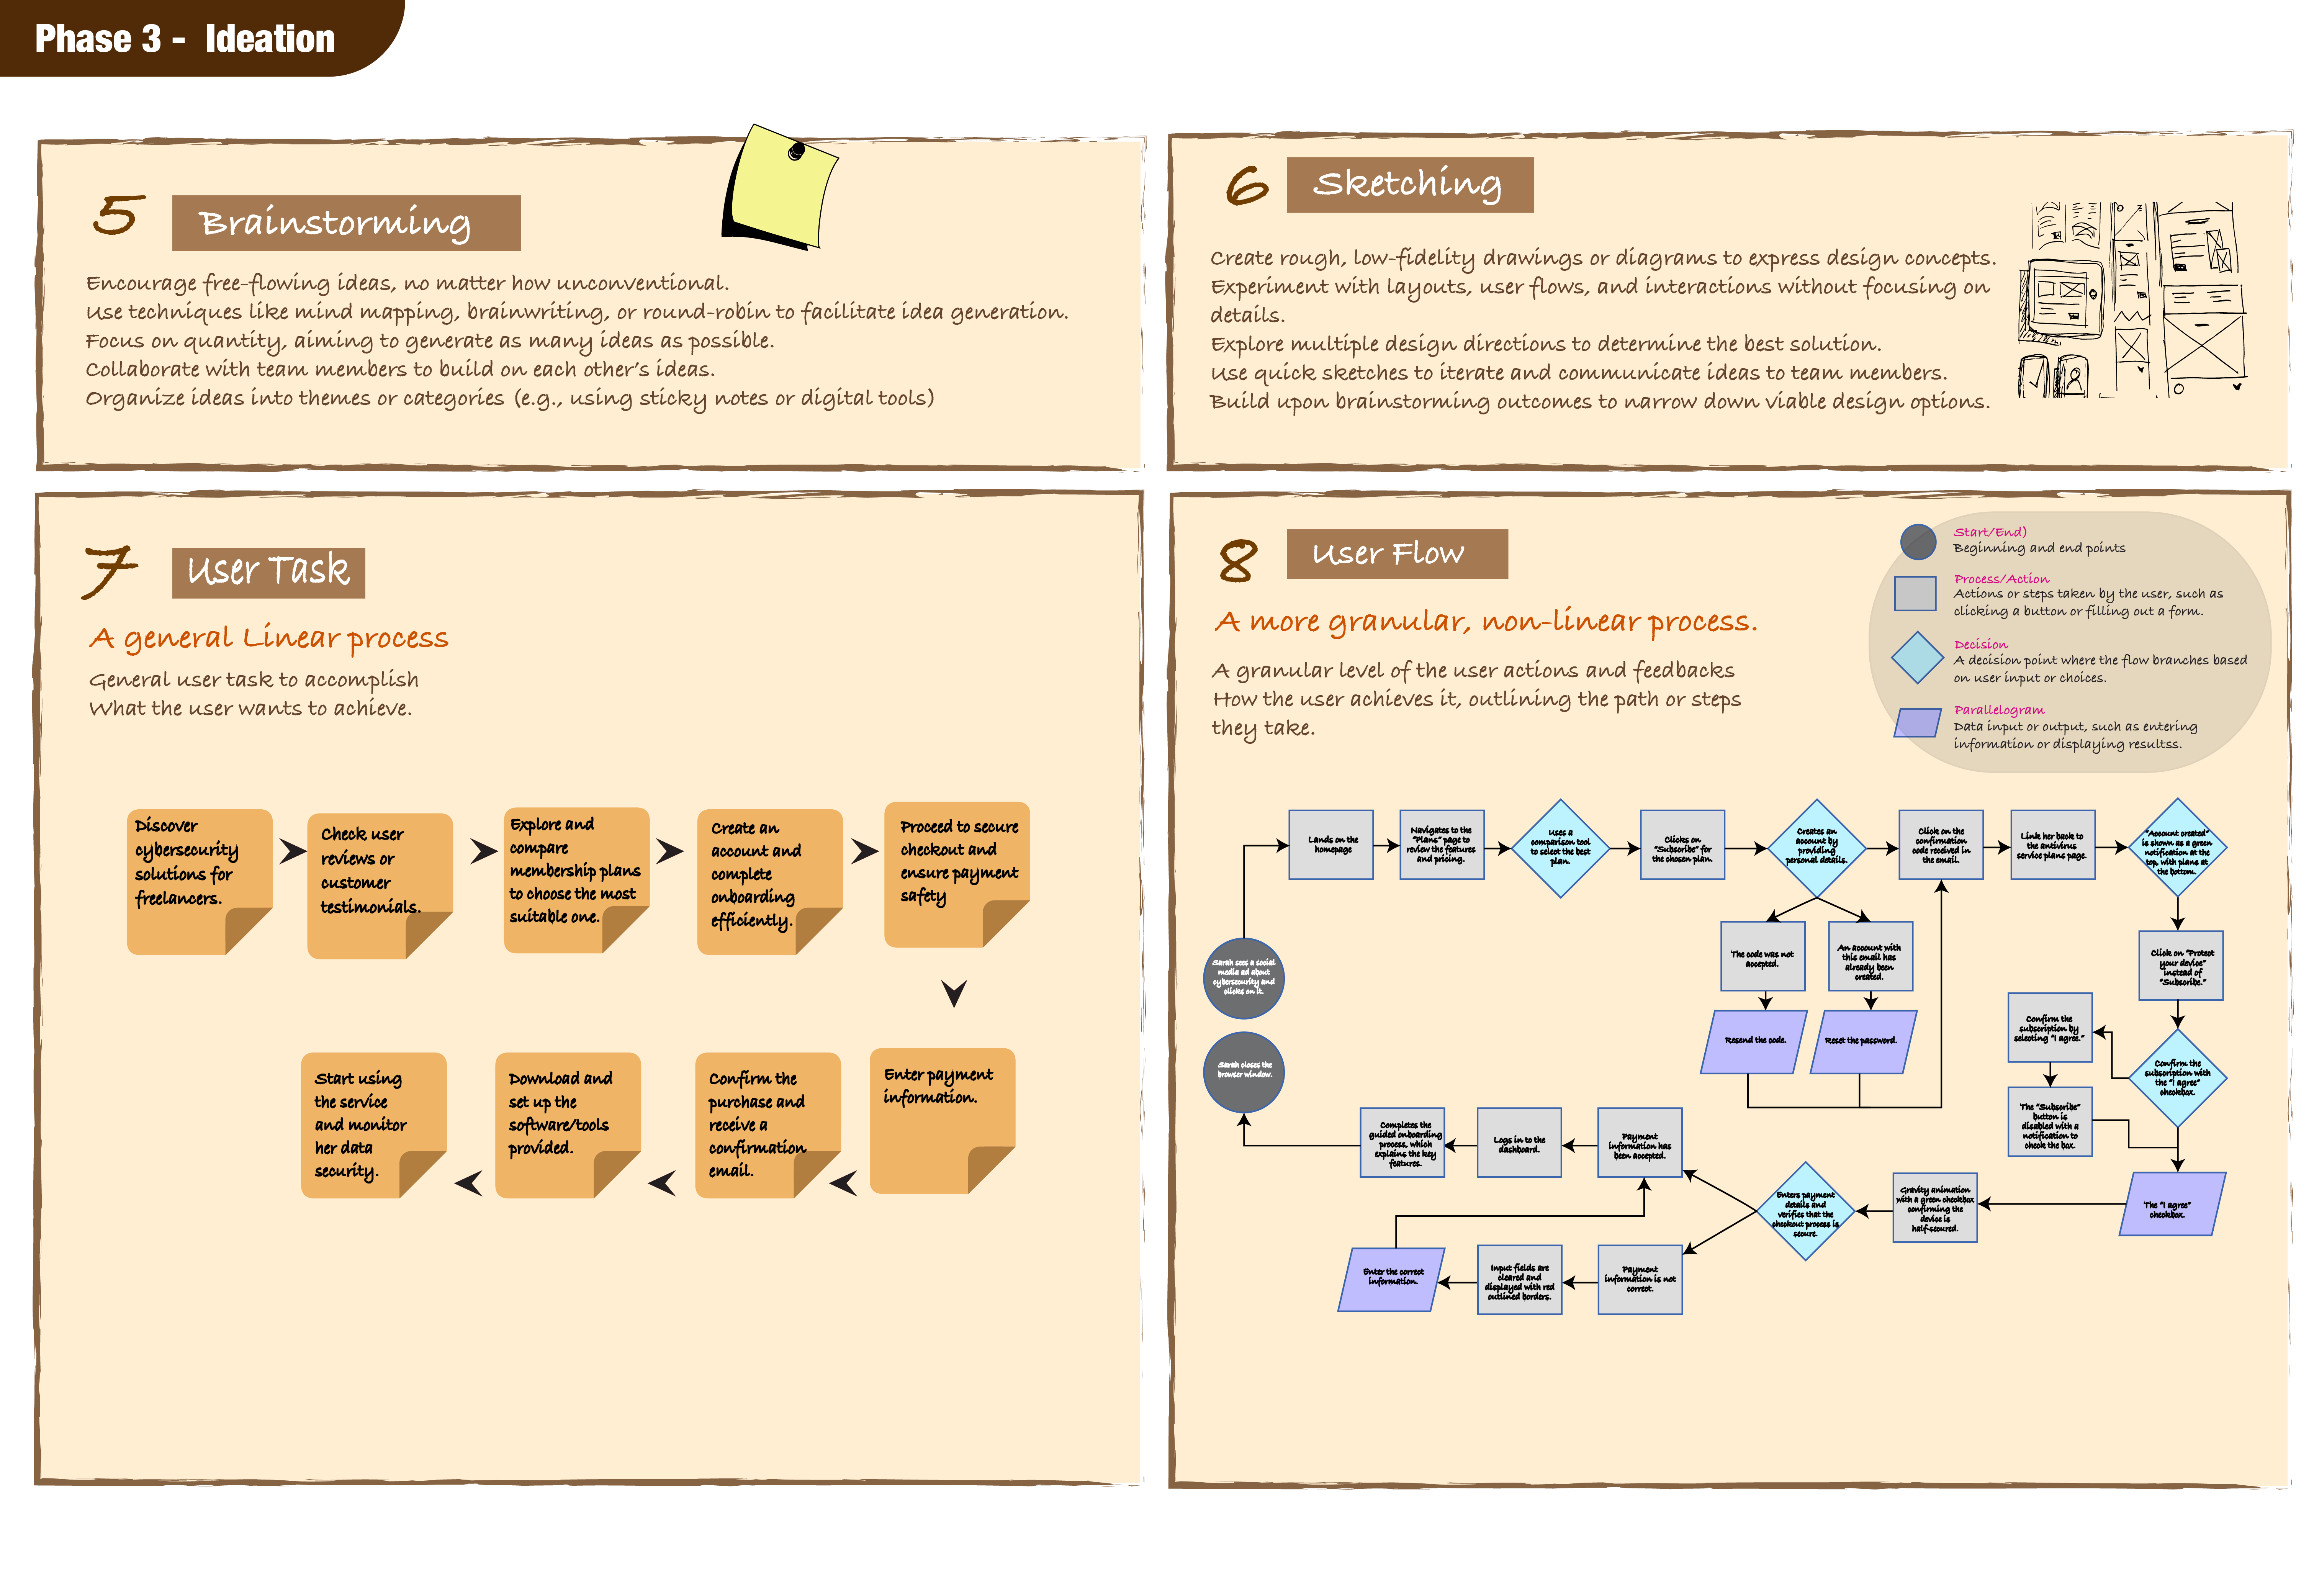 Phase 3 -  Ideation
5
Brainstorming
Encourage free-flowing ideas, no matter how unconventional.
Use techniques like mind mapping, brainwriting, or round-robin to facilitate idea generation.
Focus on quantity, aiming to generate as many ideas as possible.
Collaborate with team members to build on each other's ideas.
Organize ideas into themes or categories (e.g., using sticky notes or digital tools)
6
Sketching
Create rough, low-fidelity drawings or diagrams to express design concepts.
Experiment with layouts, user flows, and interactions without focusing on
details.
Explore multiple design directions to determine the best solution.
Use quick sketches to iterate and communicate ideas to team members.
Build upon brainstorming outcomes to narrow down viable design options.
7
User Task
A general Linear process
General user task to accomplish
What the user wants to achieve.
Discover
cybersecurity
solutions for
freelancers.
Check user
reviews or
customer
testimonials.
Explore and
compare
membership plans
to choose the most
suitable one.
Create an
account and
complete
onboarding
efficiently.
Proceed to secure
checkout and
ensure payment
safety
Enter payment
information.
Confirm the
purchase and
receive a
confirmation
email.
Download and
set up the
software/tools
provided.
Start using
the service
and monitor
her data
security.
8
User Flow
A more granular, non-linear process.
A granular level of the user actions and feedbacks
How the user achieves it, outlining the path or steps
they take.
Start/End)
Beginning and end points
Process/Action
Actions or steps taken by the user, such as
clicking a button or filling out a form.
Decision
A decision point where the flow branches based
on user input or choices.
Parallelogram
Data input or output, such as entering
information or displaying resultss.
Sarah sees a social
media ad about
cybersecurity and
clicks on it.
Lands on the
homepage
Navigates to the
"Plans" page to
review the features
and pricing.
Uses a
comparison tool
to select the best
plan.
Clicks on
"Subscribe" for
the chosen plan.
Creates an
account by
providing
personal details.
Click on the
confirmation
code received in
the email.
Link her back to
the antivirus
service plans page.
"Account created"
is shown as a green
notification at the
top, with plans at
the bottom.
The code was not
accepted.
An account with
this email has
already been
created.
Resend the code.
Reset the password.
Click on "Protect
your device"
instead of
"Subscribe."
Confirm the
subscription with
the "I agree"
checkbox.
Confirm the
subscription by
selecting "I agree."
The "Subscribe"
button is
disabled with a
notification to
check the box.
The "I agree"
checkbox.
Gravity animation
with a green checkbox
confirming the
device is
half-secured.
Enters payment
details and
verifies that the
checkout process is
secure.
Payment
information has
been accepted.
Logs in to the
dashboard.
Completes the
guided onboarding
process, which
explains the key
features.
Sarah closes the
browser window.
Payment
information is not
correct.
Input fields are
cleared and
displayed with red
outlined borders.
Enter the correct
information.